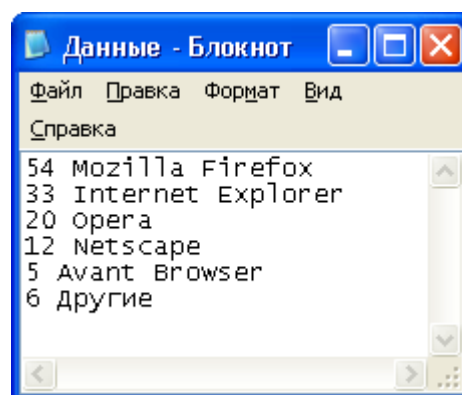 Данные - Блокнот
Файл Правка Формат Вид
Справка
54 Mozilla Firefox
33 Internet Explorer
20 Opera
12 Netscape
5 Avant Browser
6 Другие